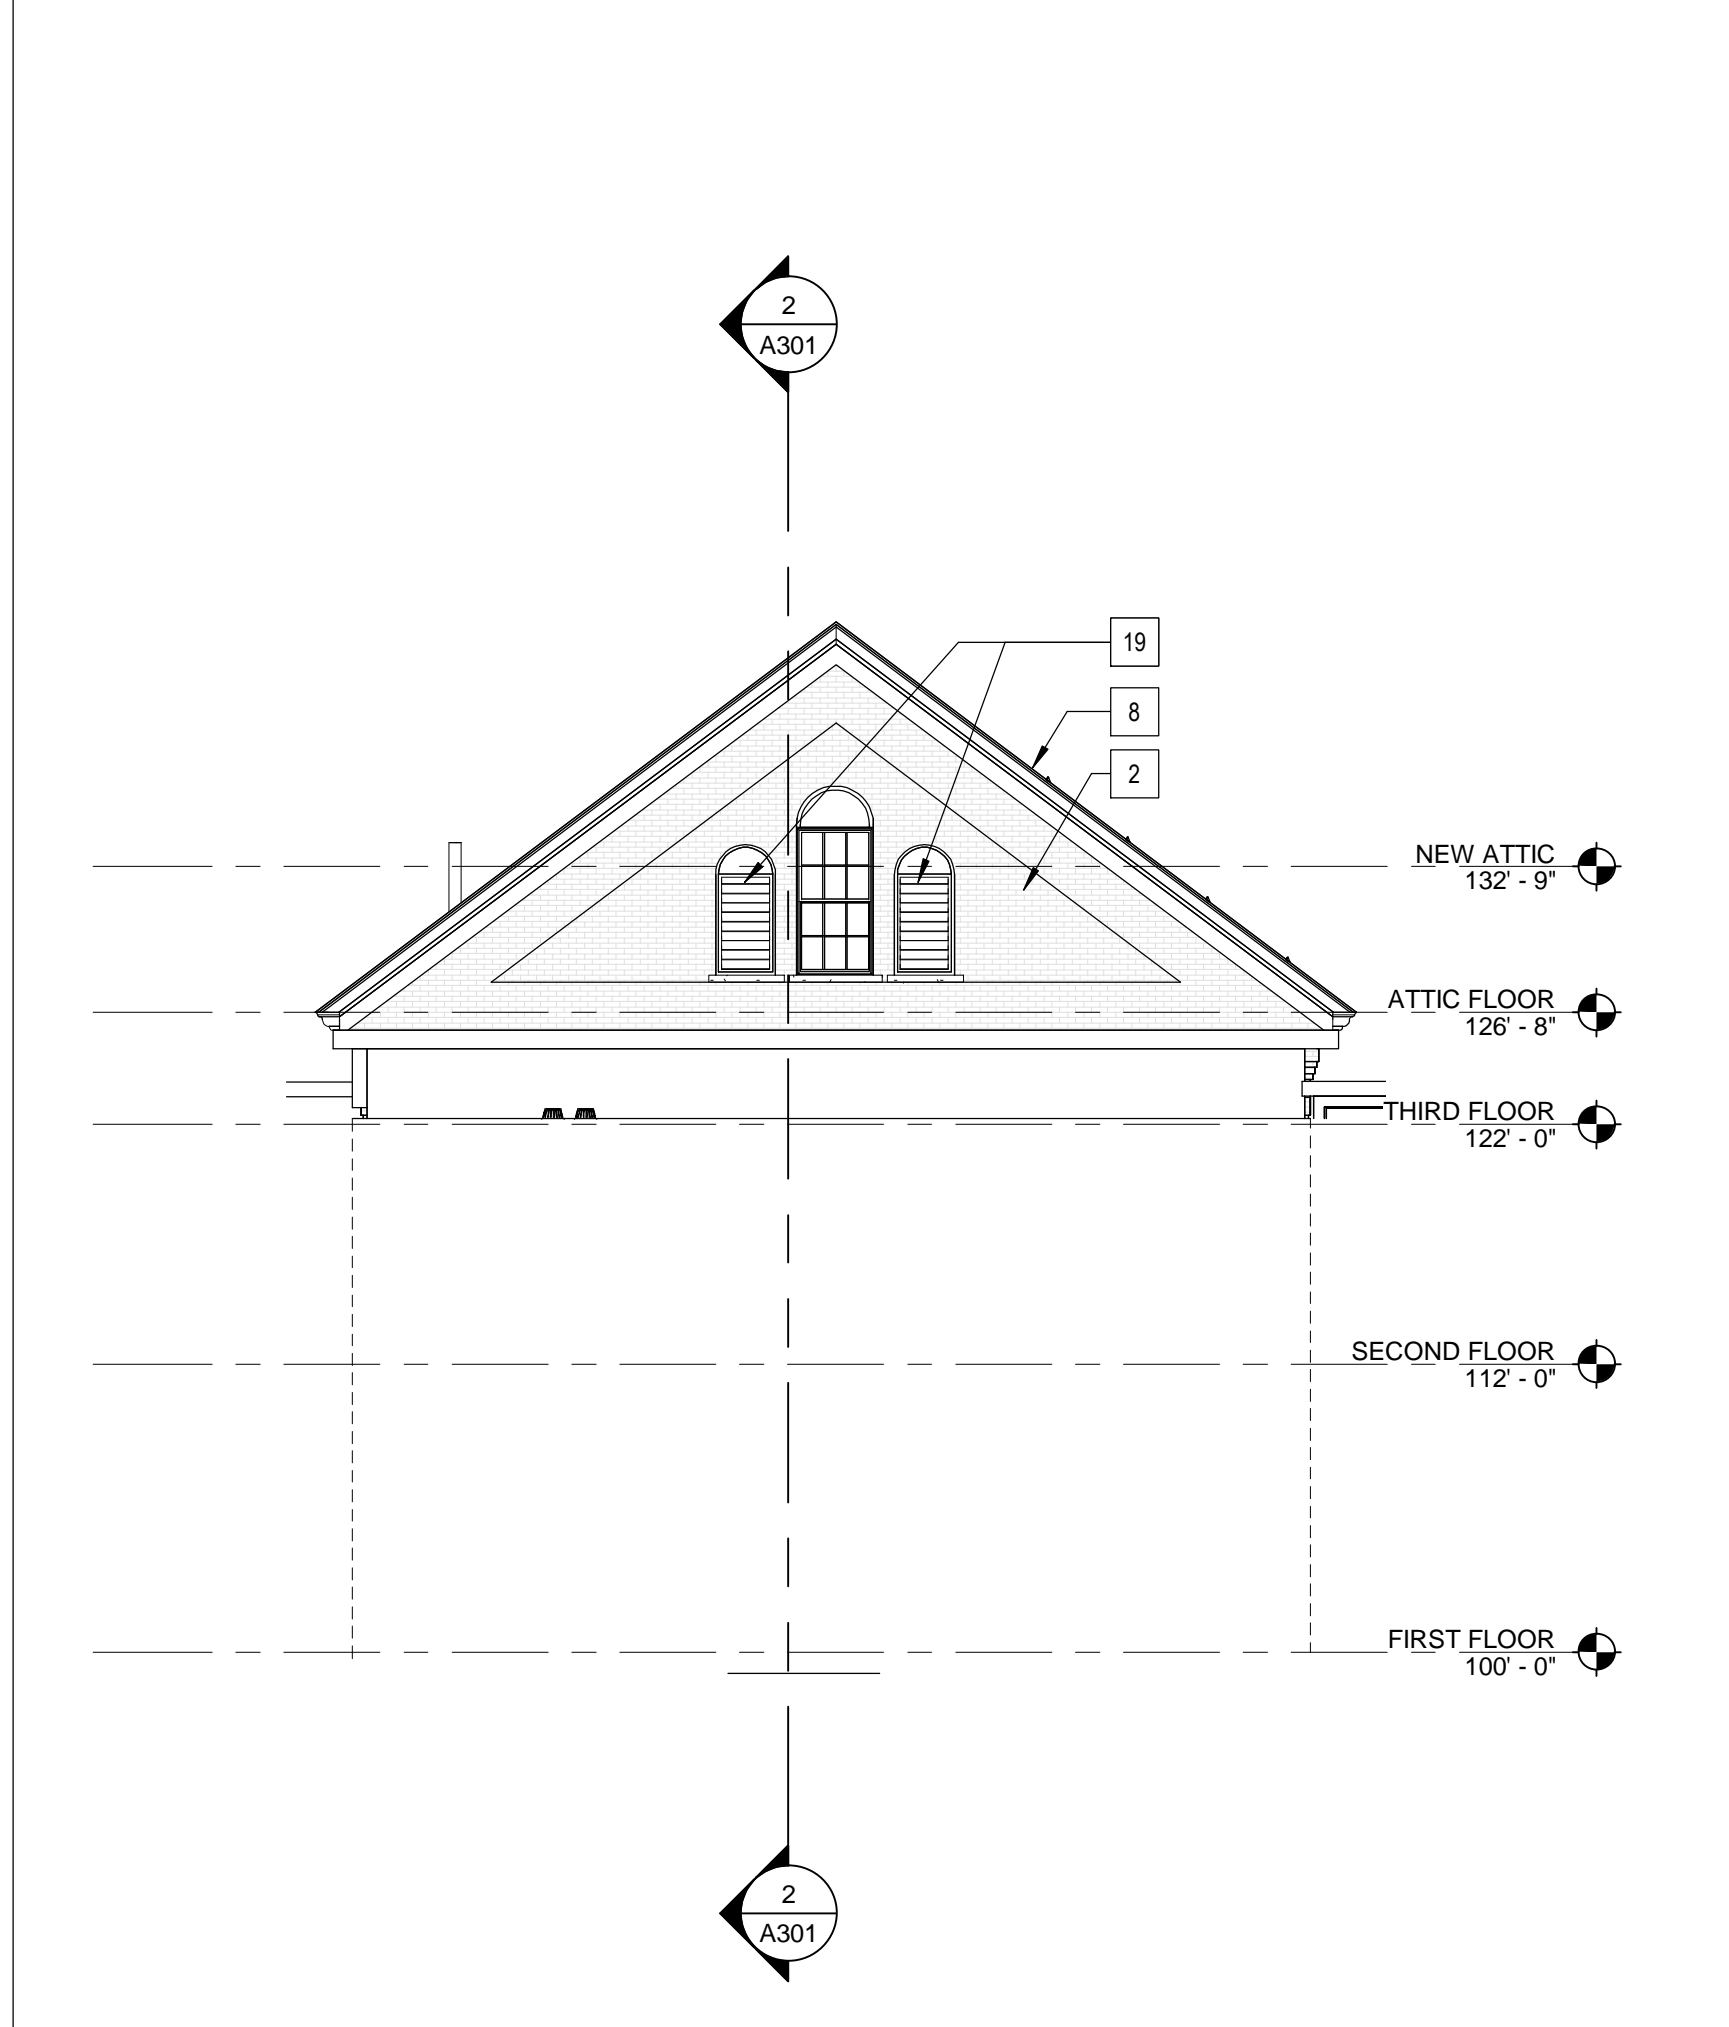 2
A301
19
8
2
NEW ATTIC
132' - 9"
ATTIC FLOOR
126' - 8"
THIRD FLOOR
122' - 0"
SECOND FLOOR
112' - 0"
FIRST FLOOR
100' - 0"
2
A301